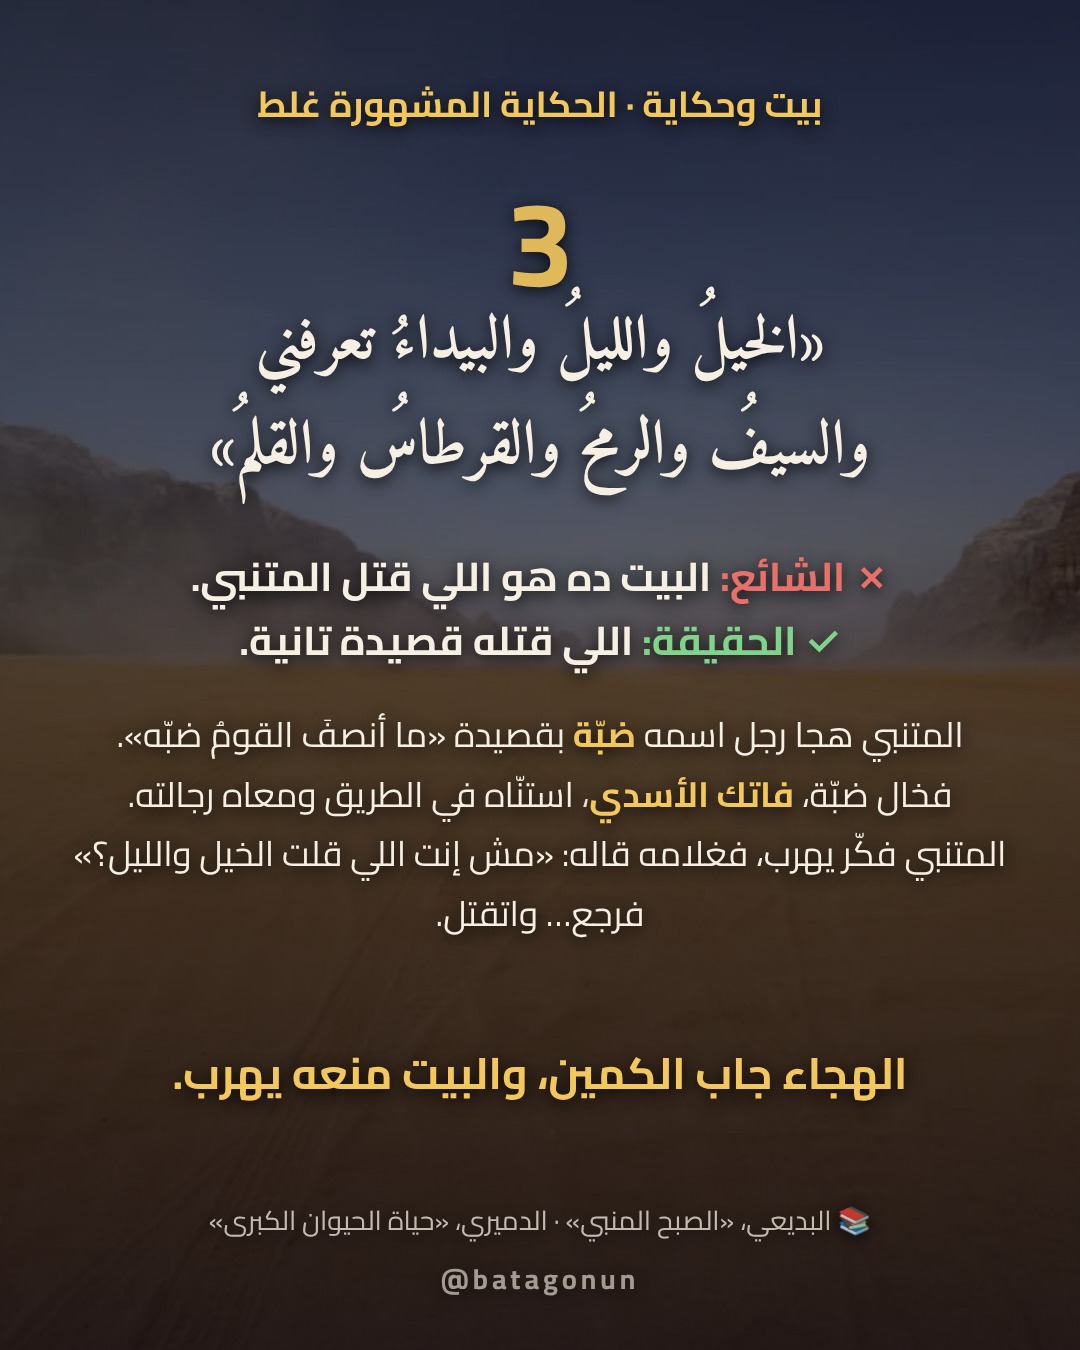 بيت وحكاية · الحكاية المشهورة غلط
3
«الخيلُ والليلُ والبيداءُ تعرفني
والسيفُ والرمحُ والقرطاسُ والقلمُ»
× الشائع: البيت ده هو اللي قتل المتنبي.
✓ الحقيقة: اللي قتله قصيدة تانية.
المتنبي هجا رجل اسمه ضبّة بقصيدة «ما أنصفَ القومُ ضبّه».
فخال ضبّة، فاتك الأسدي، استنّاه في الطريق ومعاه رجالته.
المتنبي فكّر يهرب، فغلامه قاله: «مش إنت اللي قلت الخيل والليل؟»
فرجع... واتقتل.
الهجاء جاب الكمين، والبيت منعه يهرب.
📚 البديعي، «الصبح المنبي» · الدميري، «حياة الحيوان الكبرى»
@batagonun